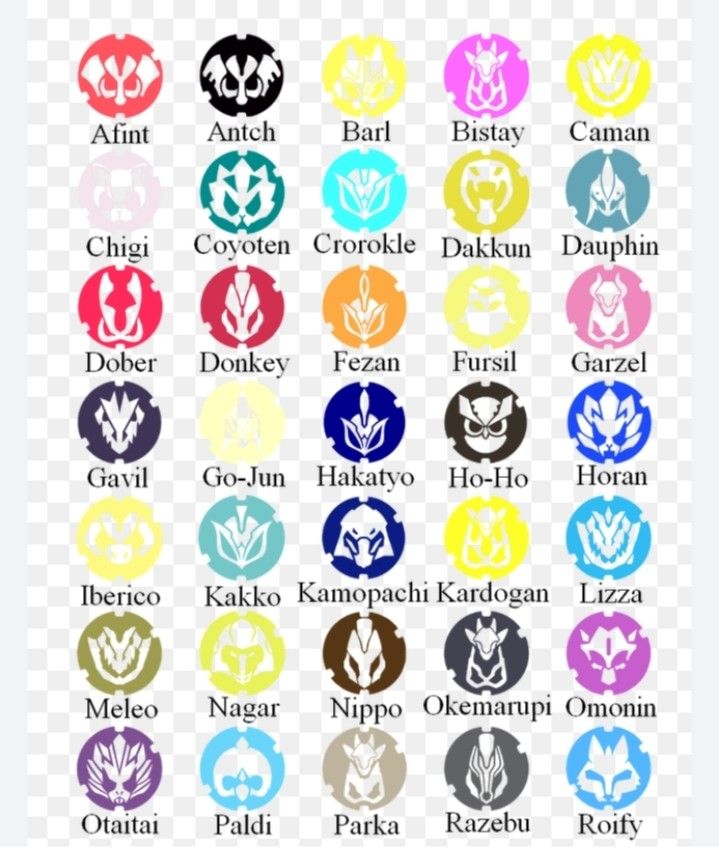 Afint Antch Barl Bistay Caman
Chigi Coyoten Crorokle Dakkun Dauphin
Dober Donkey Fezan Fursil Garzel
Gavil Go-Jun Hakatyo Ho-Ho Horan
Iberico Kakko Kamopachi Kardogan Lizza
Meleo Nagar Nippo Okemarupi Omonin
Otaitai Paldi Parka Razebu Roify